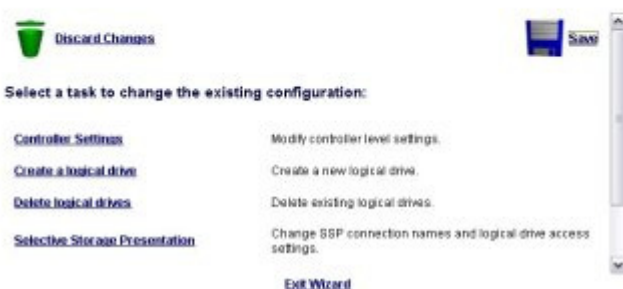 Discard Changes
Save
Select a task to change the existing configuration:
Controller Settings
Modify controller level settings.
Create a logical drive
Create a new logical drive.
Delete logical drives
Delete existing logical drives.
Selective Storage Presentation
Change SSP connection names and logical drive access
settings.
Exit Wizard